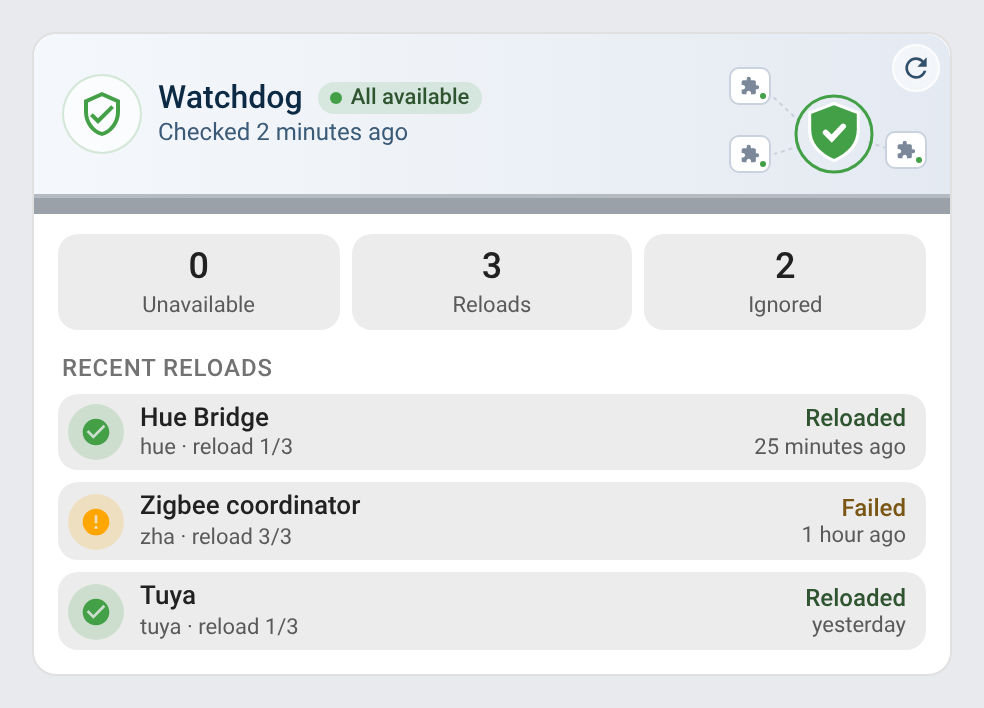 Watchdog
All available
Checked 2 minutes ago
0
Unavailable
3
Reloads
2
Ignored
RECENT RELOADS
Hue Bridge
Reloaded
hue · reload 1/3
25 minutes ago
Zigbee coordinator
Failed
zha · reload 3/3
1 hour ago
Tuya
Reloaded
tuya · reload 1/3
yesterday